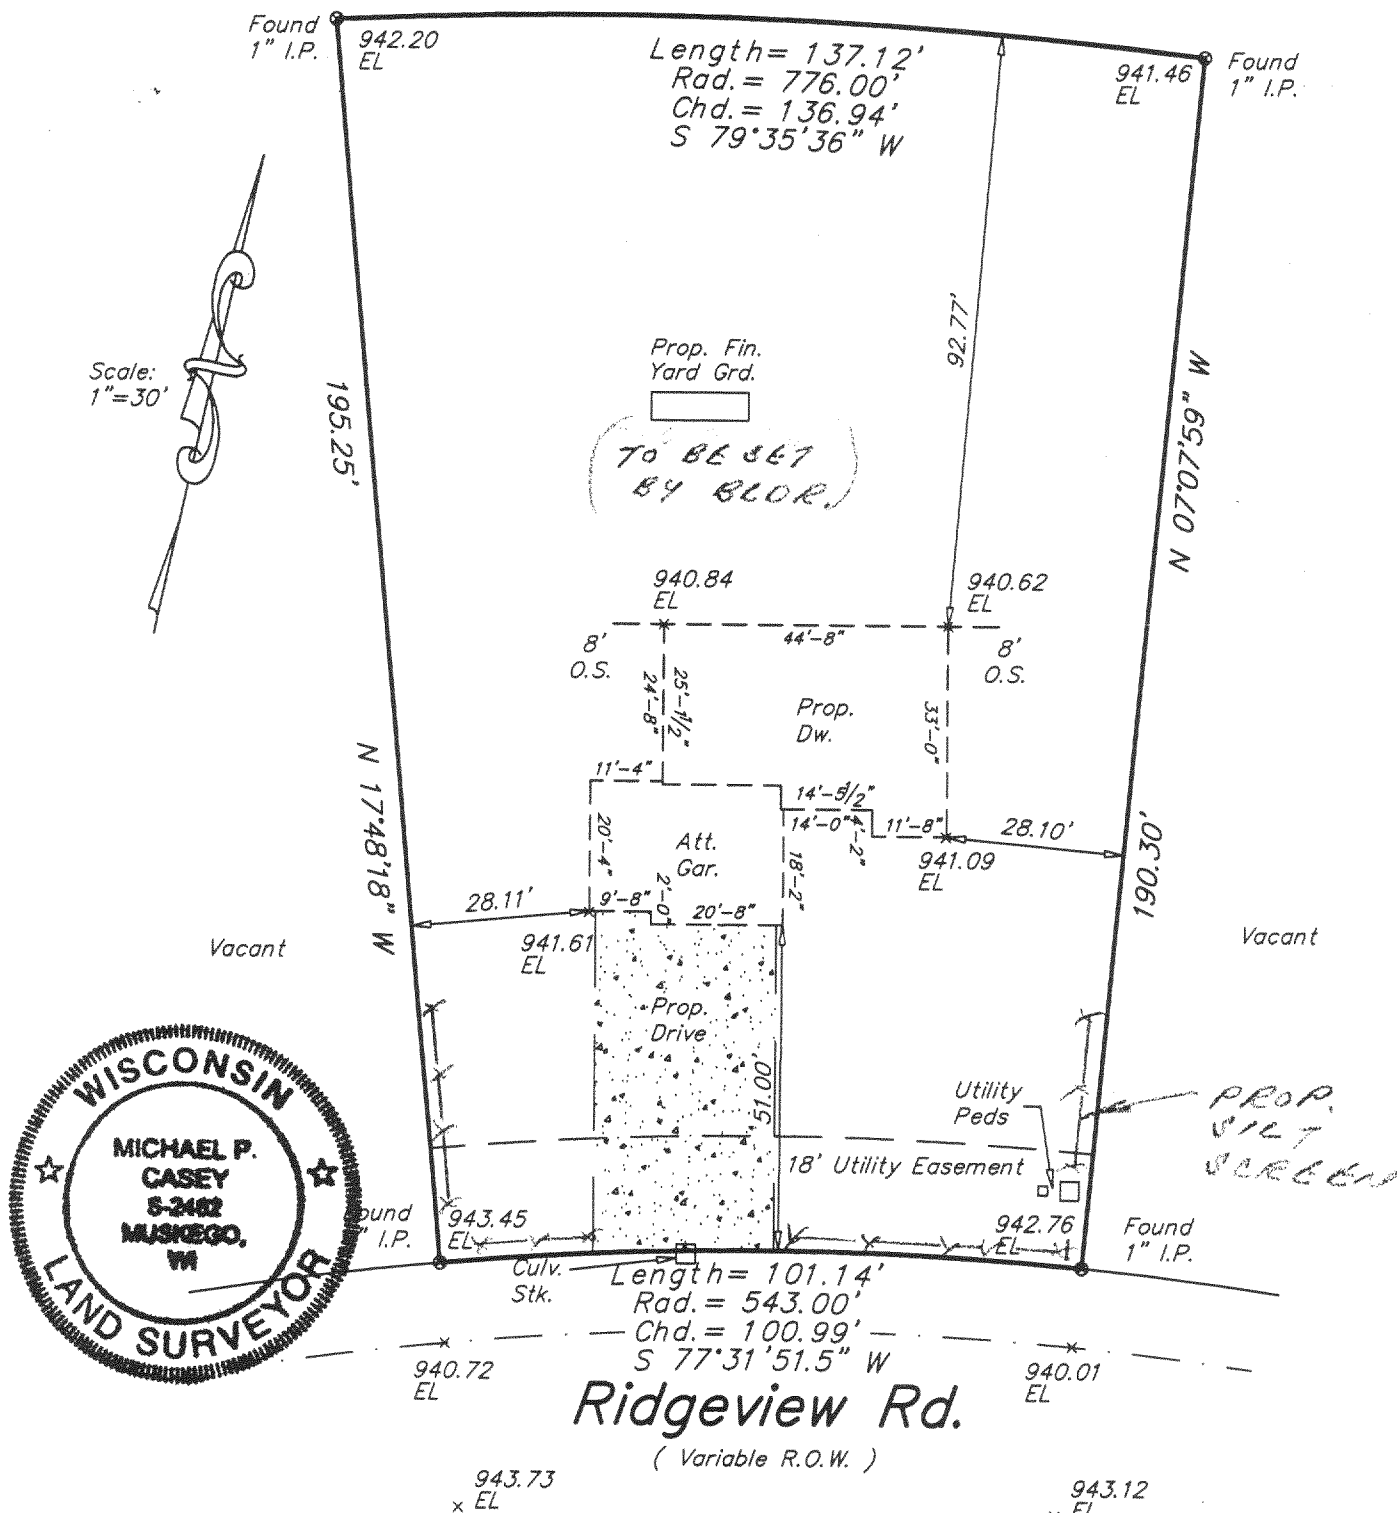 Found
1" I.P.
942.20
EL
Length= 137.12'
Rad.= 776.00'
Chd.= 136.94'
S 79°35'36" W
941.46
EL
Found
1" I.P.
92.77'
Scale:
1"=30'
195.25'
N 17°48'18" W
Prop. Fin.
Yard Grd.
TO BE SET
BY BLDR.
N 07°07'59" W
190.30'
940.84
EL
940.62
EL
8'
O.S.
44'-8"
8'
O.S.
24'-8"
25'-1½"
Prop.
Dw.
33'-0"
11'-4"
14'-5½"
14'-0"
4'-2"
11'-8"
28.10'
941.09
EL
20'-4"
Att.
Gar.
18'-2"
28.11'
9'-8"
2'-0"
20'-8"
941.61
EL
Vacant
Vacant
Prop.
Drive
51.00'
Utility
Peds
PROP.
SILT
SCREEN
18' Utility Easement
WISCONSIN
MICHAEL P.
CASEY
S-2482
MUSKEGO,
WI
LAND SURVEYOR
ound
" I.P.
943.45
EL
942.76
EL
Found
1" I.P.
Culv.
Stk.
Length= 101.14'
Rad.= 543.00'
Chd.= 100.99'
S 77°31'51.5" W
940.72
EL
940.01
EL
Ridgeview Rd.
( Variable R.O.W. )
943.73
EL
943.12
EL